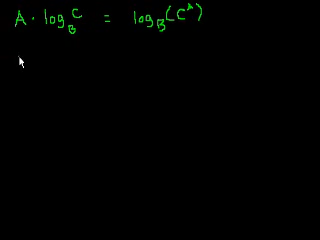 A · log_B C = log_B (C^A)